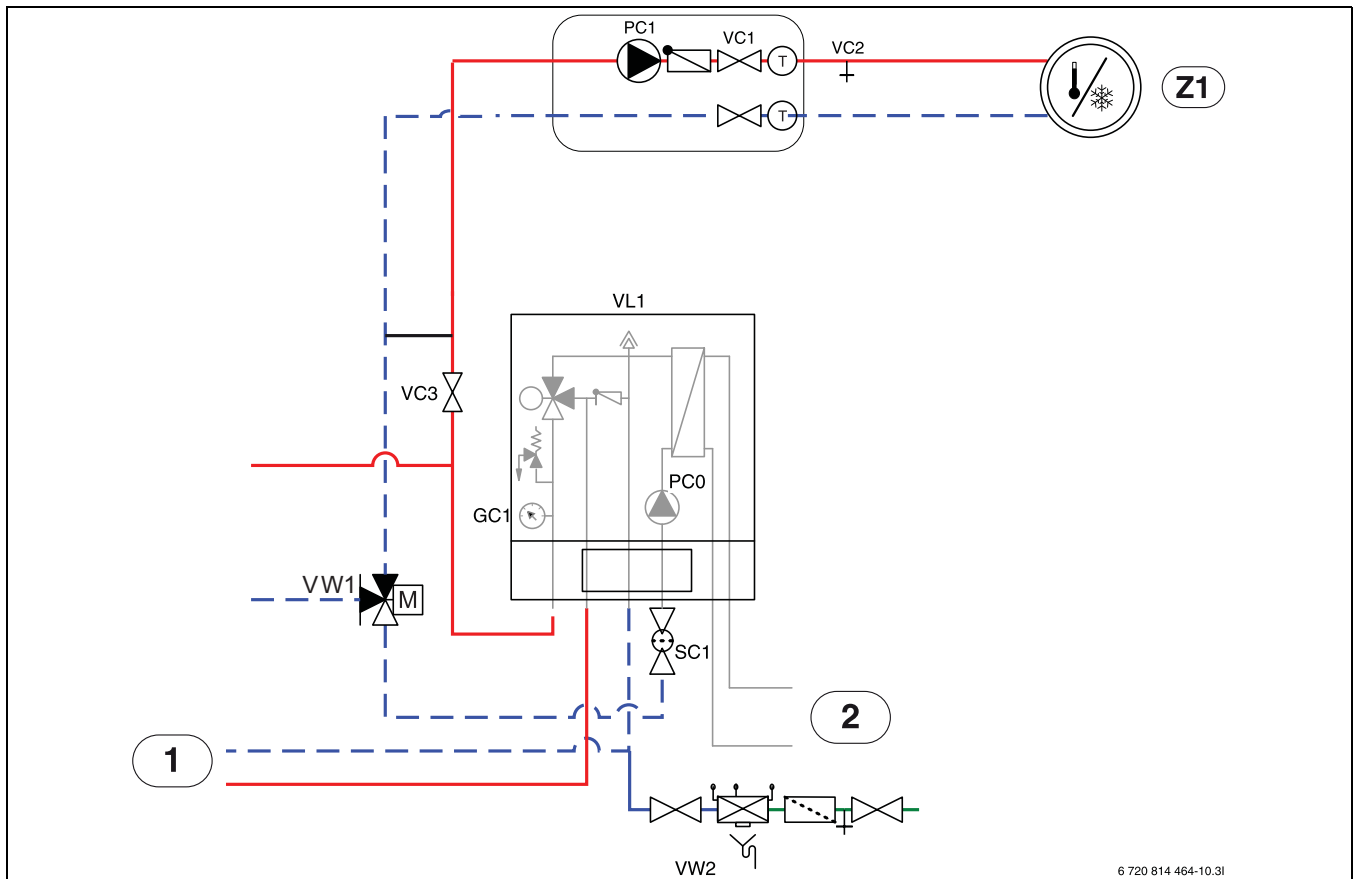 PC1
VC1
VC2
T
Z1
T
VL1
VC3
PC0
GC1
VW1
M
SC1
2
1
VW2
6 720 814 464-10.3I